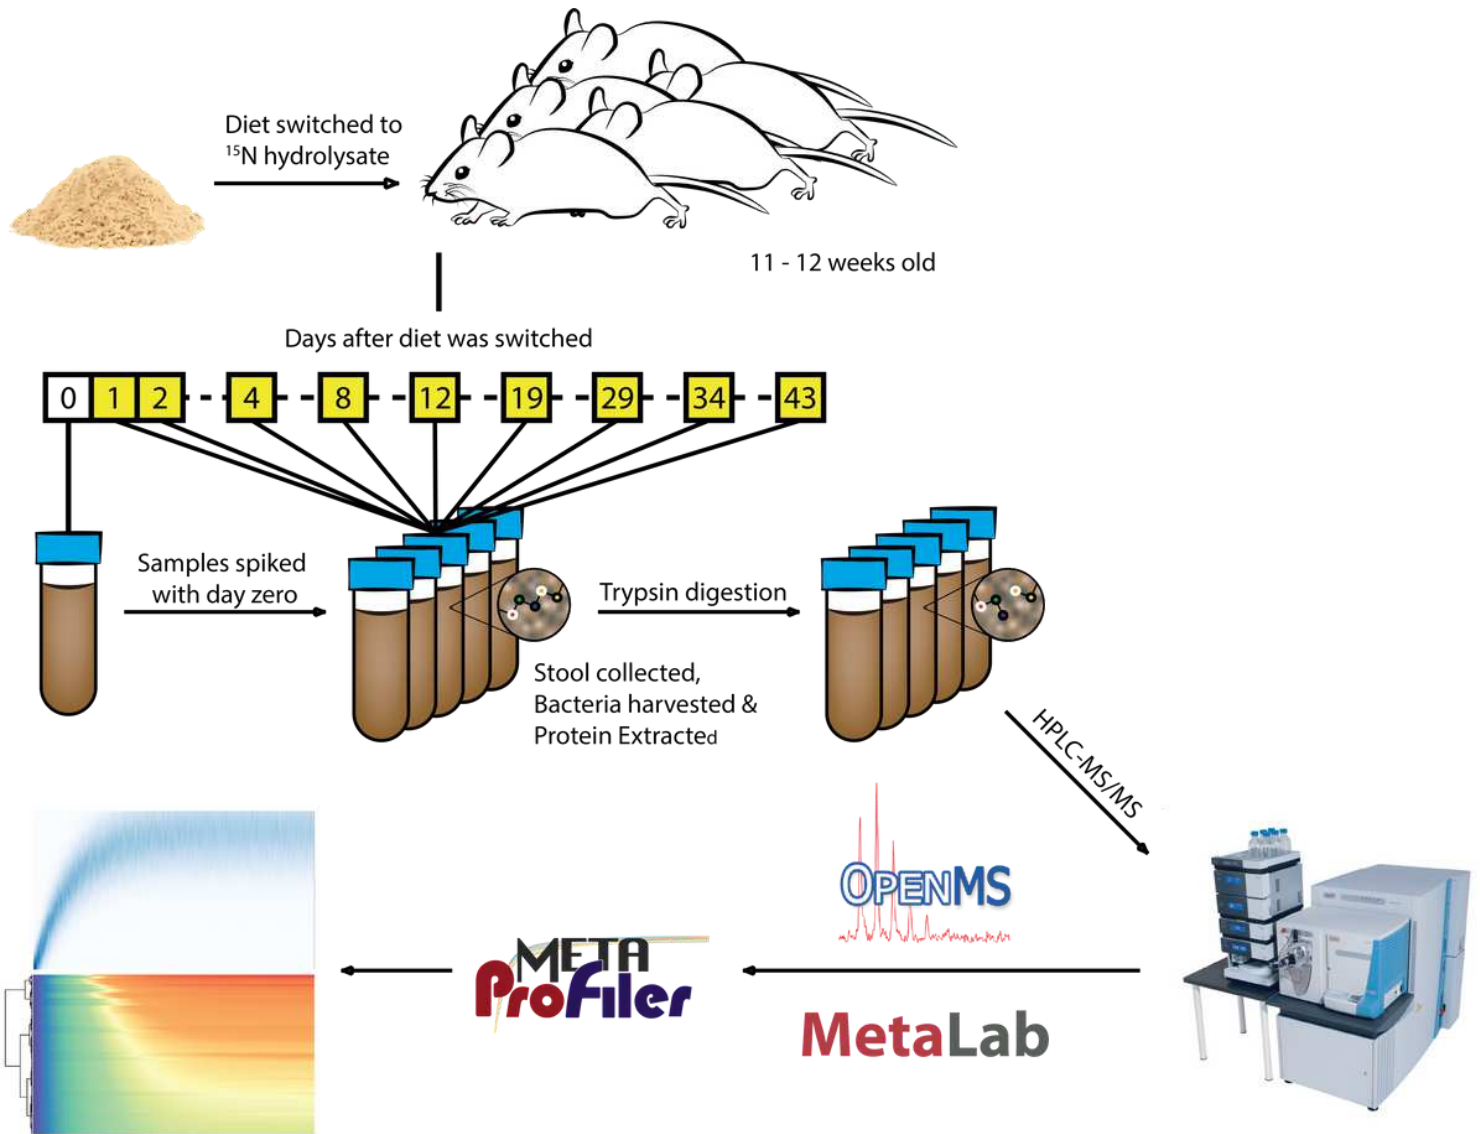 Diet switched to
¹⁵N hydrolysate
11 - 12 weeks old
Days after diet was switched
0 1 2 4 8 12 19 29 34 43
Samples spiked
with day zero
Trypsin digestion
Stool collected,
Bacteria harvested &
Protein Extracted
HPLC-MS/MS
OPENMS
META
ProFiler
MetaLab